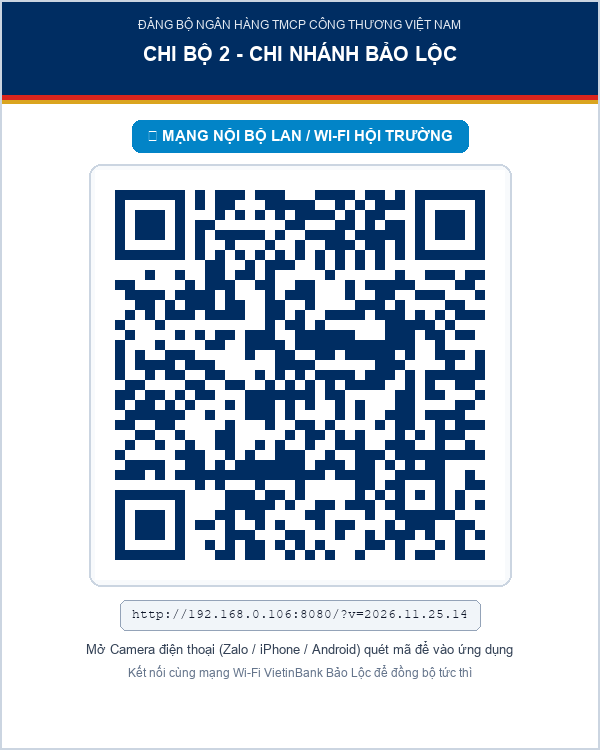 ĐẢNG BỘ NGÂN HÀNG TMCP CÔNG THƯƠNG VIỆT NAM
CHI BỘ 2 - CHI NHÁNH BẢO LỘC
MẠNG NỘI BỘ LAN / WI-FI HỘI TRƯỜNG
http://192.168.0.106:8080/?v=2026.11.25.14
Mở Camera điện thoại (Zalo / iPhone / Android) quét mã để vào ứng dụng
Kết nối cùng mạng Wi-Fi VietinBank Bảo Lộc để đồng bộ tức thì